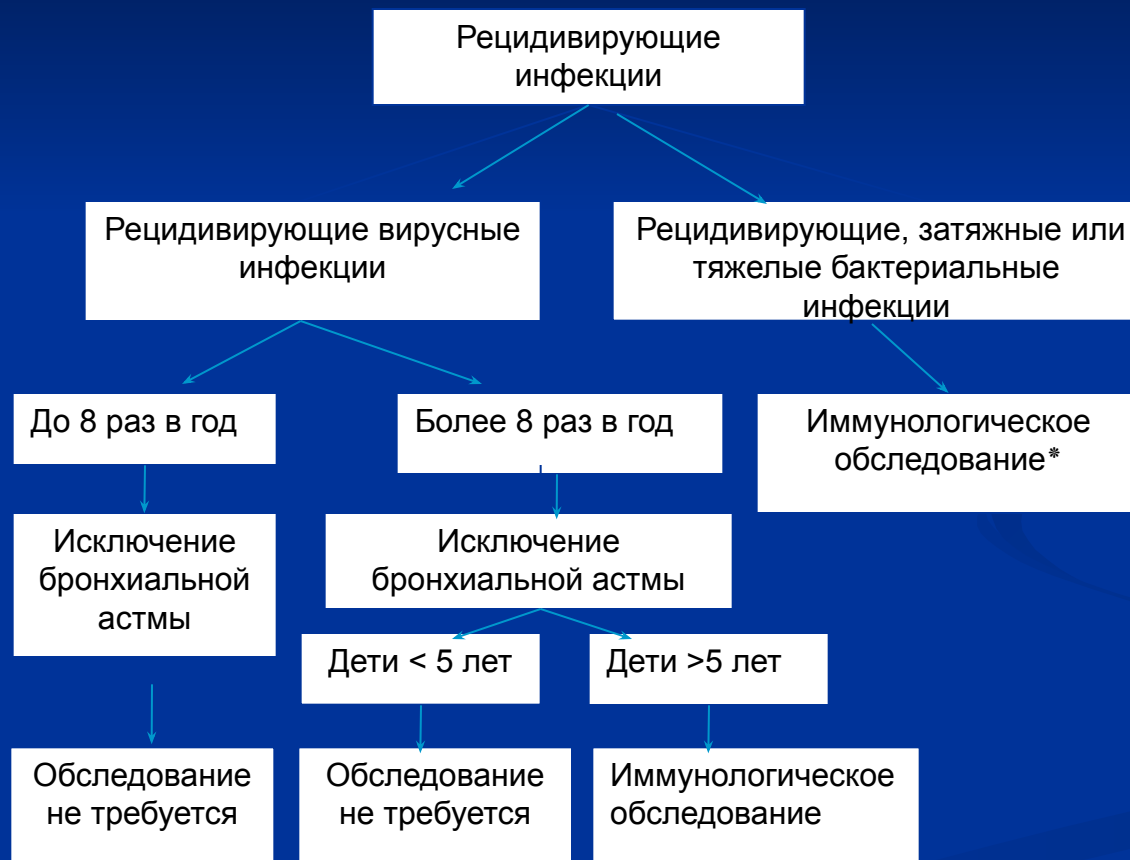 Рецидивирующие
инфекции
Рецидивирующие вирусные
инфекции
Рецидивирующие, затяжные или
тяжелые бактериальные
инфекции
До 8 раз в год
Более 8 раз в год
Иммунологическое
обследование*
Исключение
бронхиальной
астмы
Исключение
бронхиальной астмы
Дети < 5 лет
Дети >5 лет
Обследование
не требуется
Обследование
не требуется
Иммунологическое
обследование